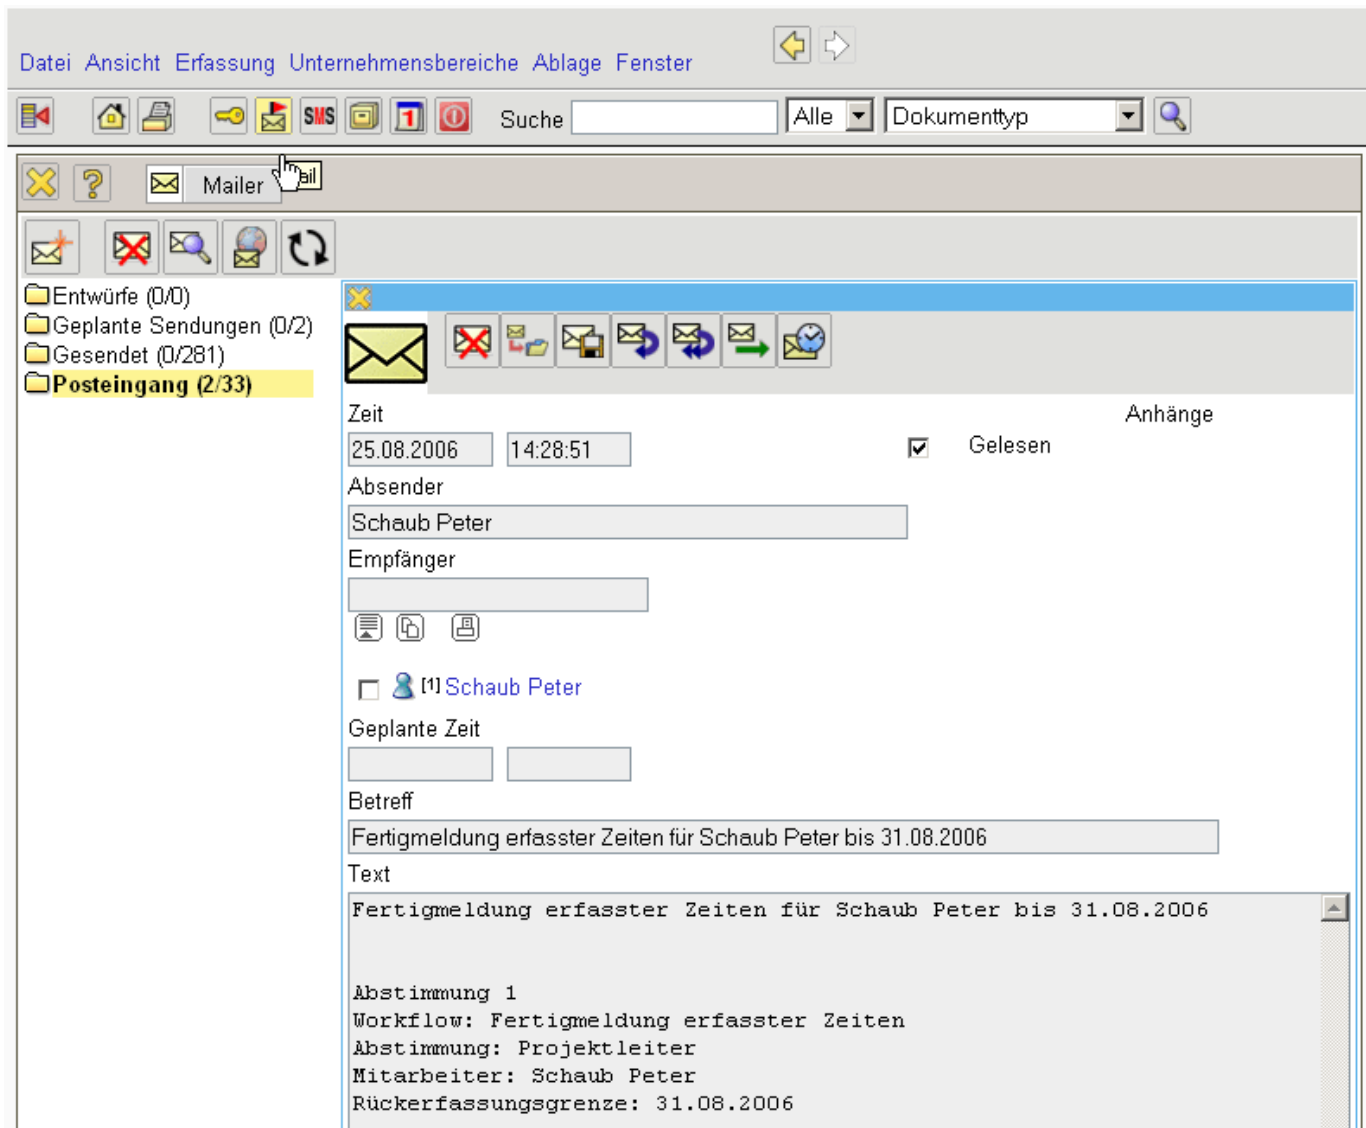 Datei Ansicht Erfassung Unternehmensbereiche Ablage Fenster
SMS 1 Suche Alle Dokumenttyp
Mailer
Entwürfe (0/0)
Geplante Sendungen (0/2)
Gesendet (0/281)
Posteingang (2/33)
Zeit Anhänge
25.08.2006 14:28:51 Gelesen
Absender
Schaub Peter
Empfänger
[1] Schaub Peter
Geplante Zeit
Betreff
Fertigmeldung erfasster Zeiten für Schaub Peter bis 31.08.2006
Text
Fertigmeldung erfasster Zeiten für Schaub Peter bis 31.08.2006
Abstimmung 1
Workflow: Fertigmeldung erfasster Zeiten
Abstimmung: Projektleiter
Mitarbeiter: Schaub Peter
Rückerfassungsgrenze: 31.08.2006